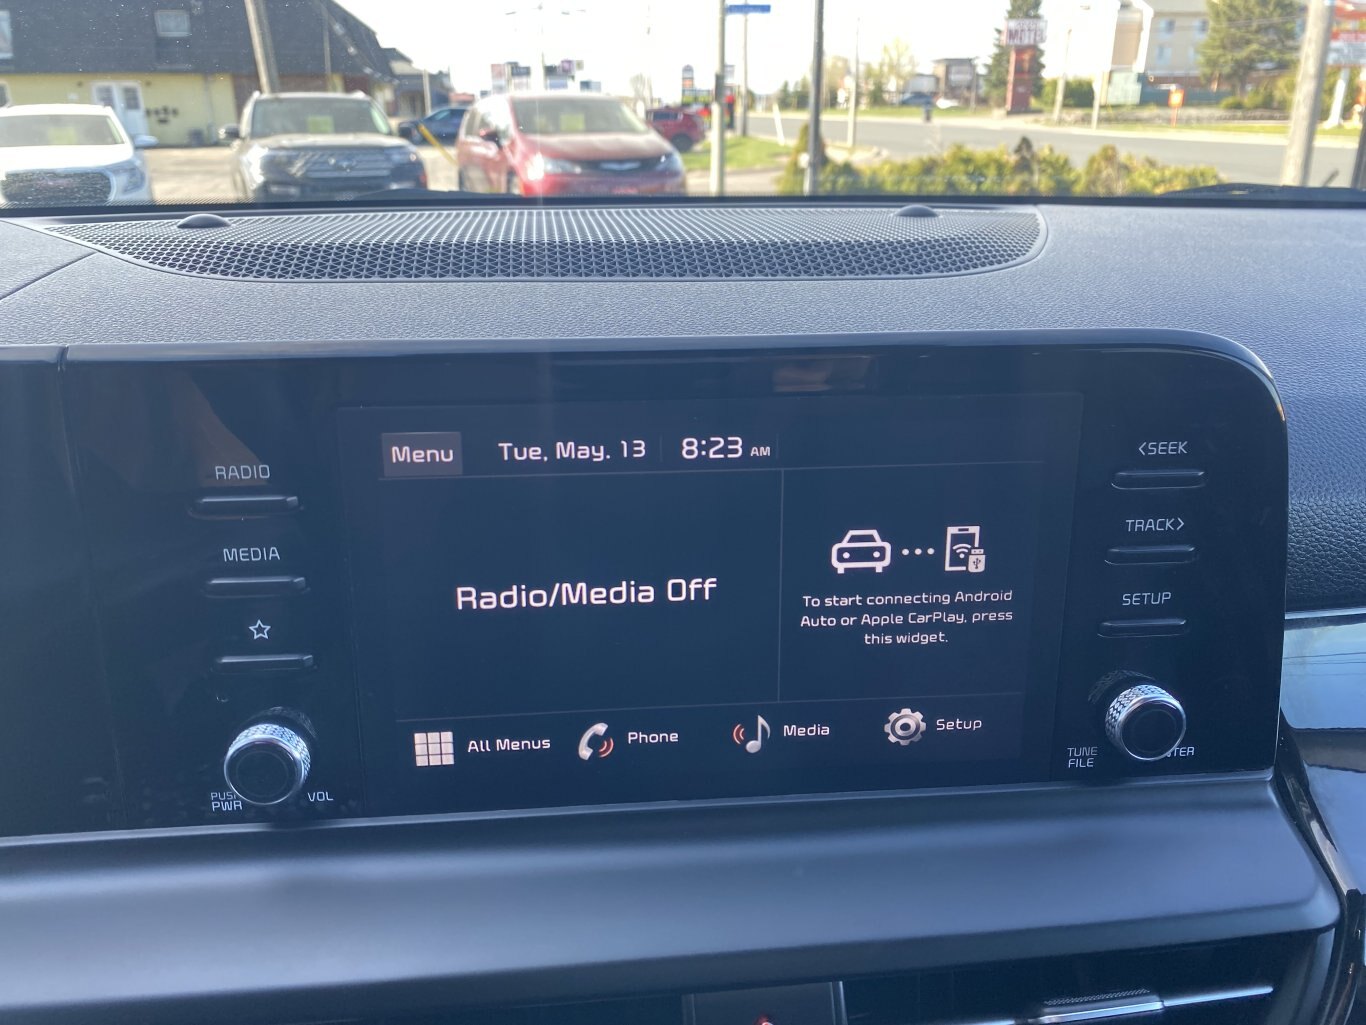 MOTEL
Menu
Tue, May. 13
8:23 AM
RADIO
MEDIA
Radio/Media Off
To start connecting Android
Auto or Apple CarPlay, press
this widget.
All Menus
Phone
Media
Setup
PWR
VOL
<SEEK
TRACK>
SETUP
TUNE
FILE